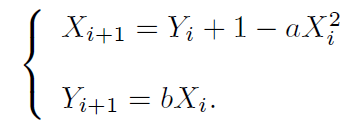 X_{i+1} = Y_i + 1 − aX_i^2
Y_{i+1} = bX_i.